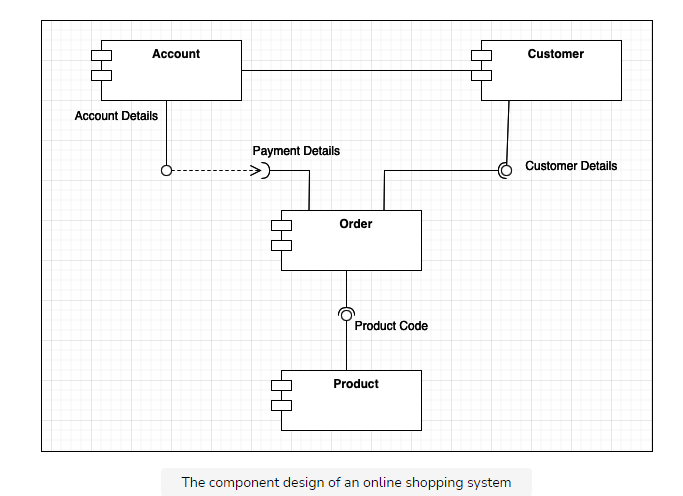 Account
Customer
Account Details
Payment Details
Customer Details
Order
Product Code
Product
The component design of an online shopping system